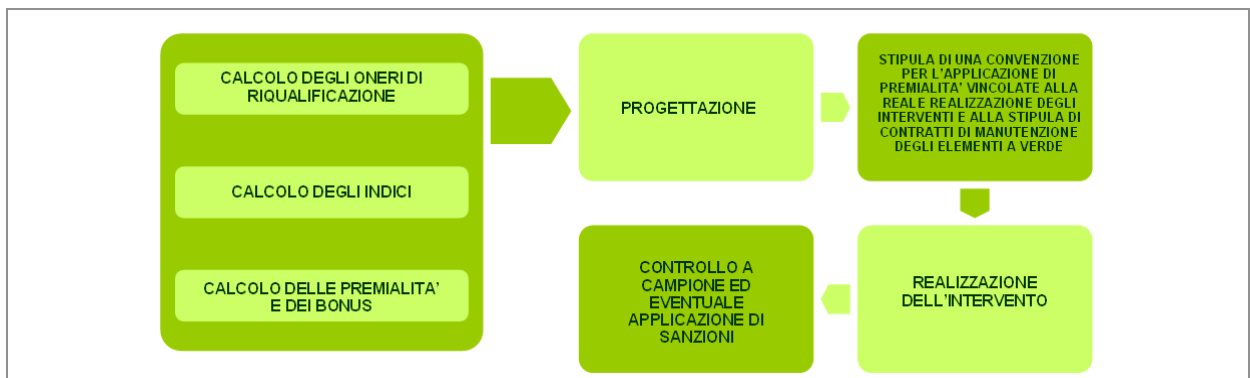 CALCOLO DEGLI ONERI DI
RIQUALIFICAZIONE
CALCOLO DEGLI INDICI
CALCOLO DELLE PREMIALITA'
E DEI BONUS
PROGETTAZIONE
STIPULA DI UNA CONVENZIONE
PER L'APPLICAZIONE DI
PREMIALITA' VINCOLATE ALLA
REALE REALIZZAZIONE DEGLI
INTERVENTI E ALLA STIPULA DI
CONTRATTI DI MANUTENZIONE
DEGLI ELEMENTI A VERDE
REALIZZAZIONE
DELL'INTERVENTO
CONTROLLO A
CAMPIONE ED
EVENTUALE
APPLICAZIONE DI
SANZIONI